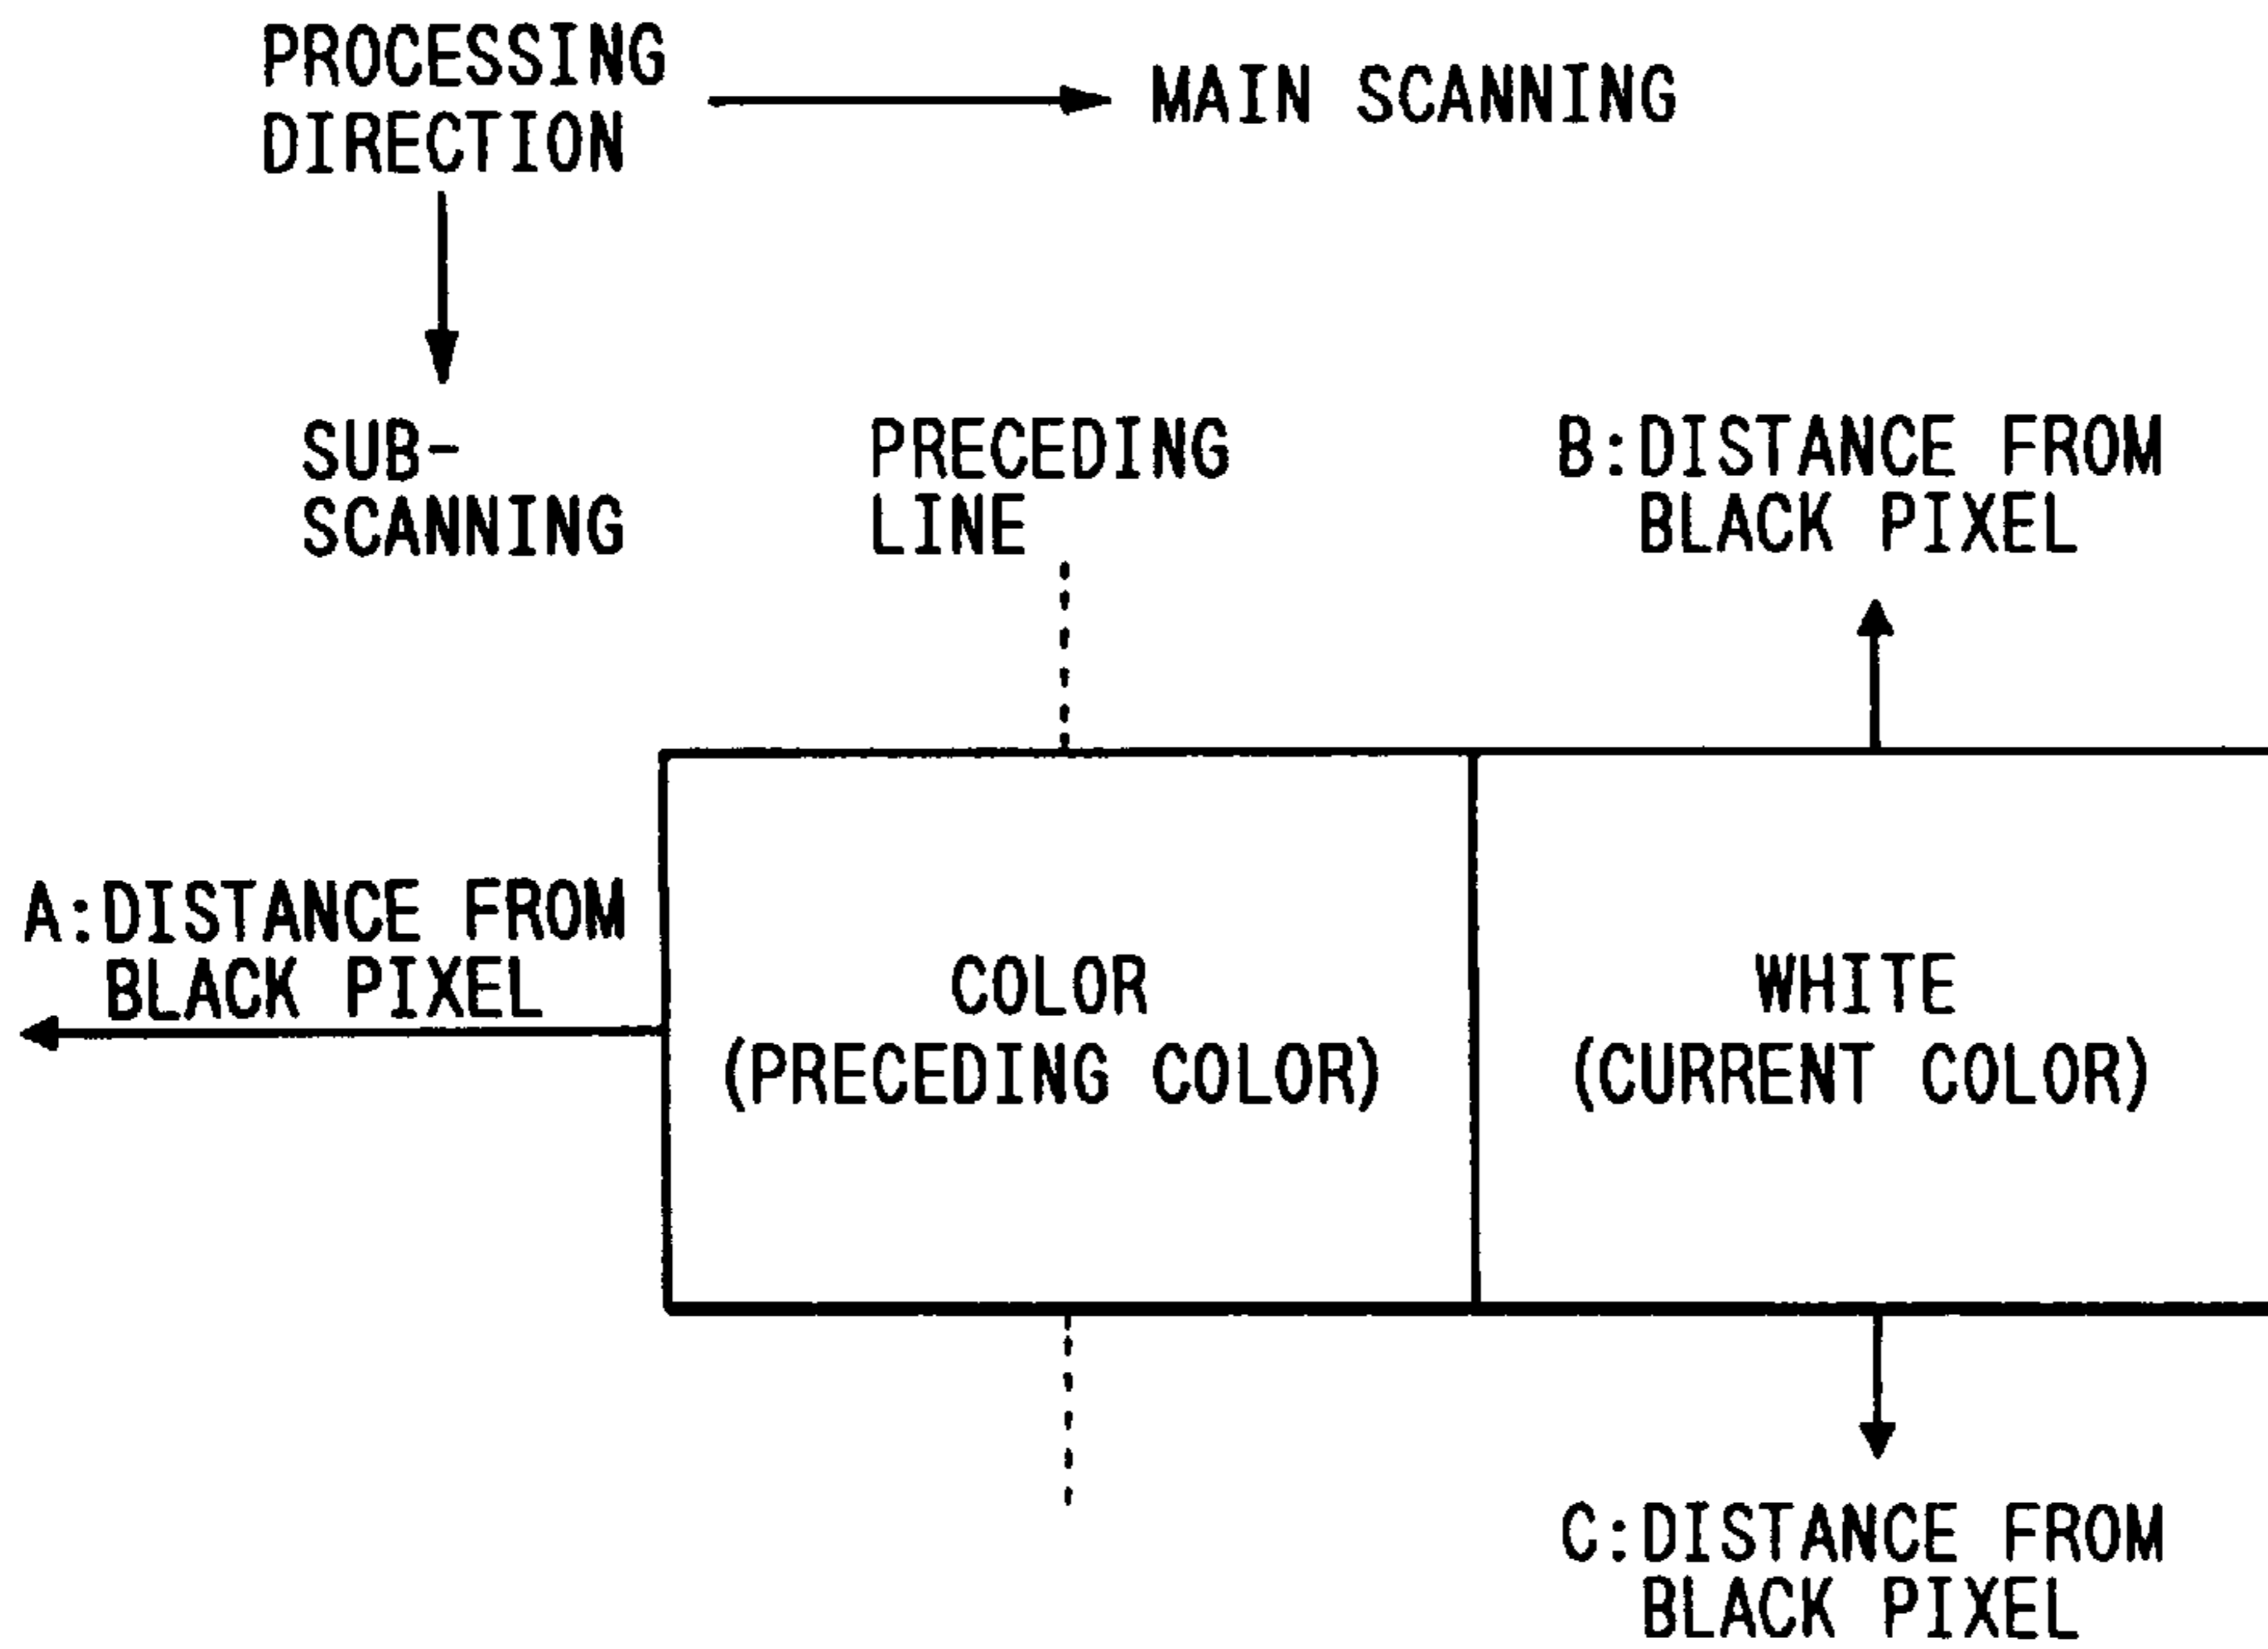 PROCESSING
DIRECTION
MAIN SCANNING
SUB-
SCANNING
PRECEDING
LINE
B:DISTANCE FROM
BLACK PIXEL
A:DISTANCE FROM
BLACK PIXEL
COLOR
(PRECEDING COLOR)
WHITE
(CURRENT COLOR)
C:DISTANCE FROM
BLACK PIXEL